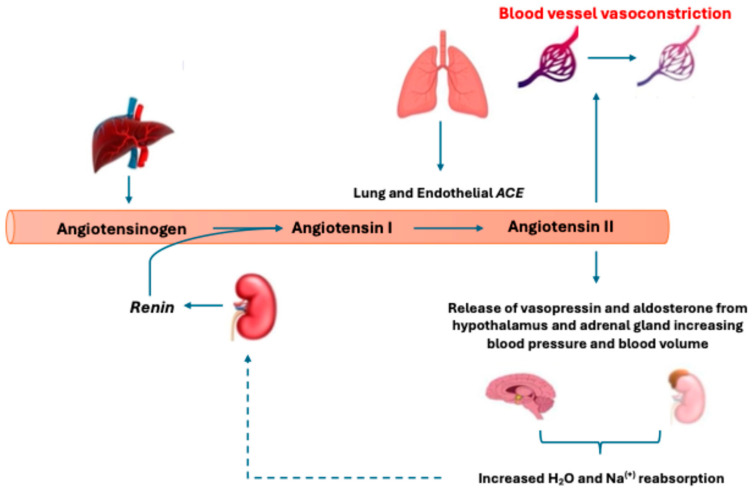 Blood vessel vasoconstriction
Lung and Endothelial ACE
Angiotensinogen
Angiotensin I
Angiotensin II
Renin
Release of vasopressin and aldosterone from
hypothalamus and adrenal gland increasing
blood pressure and blood volume
Increased H₂O and Na⁽⁺⁾ reabsorption